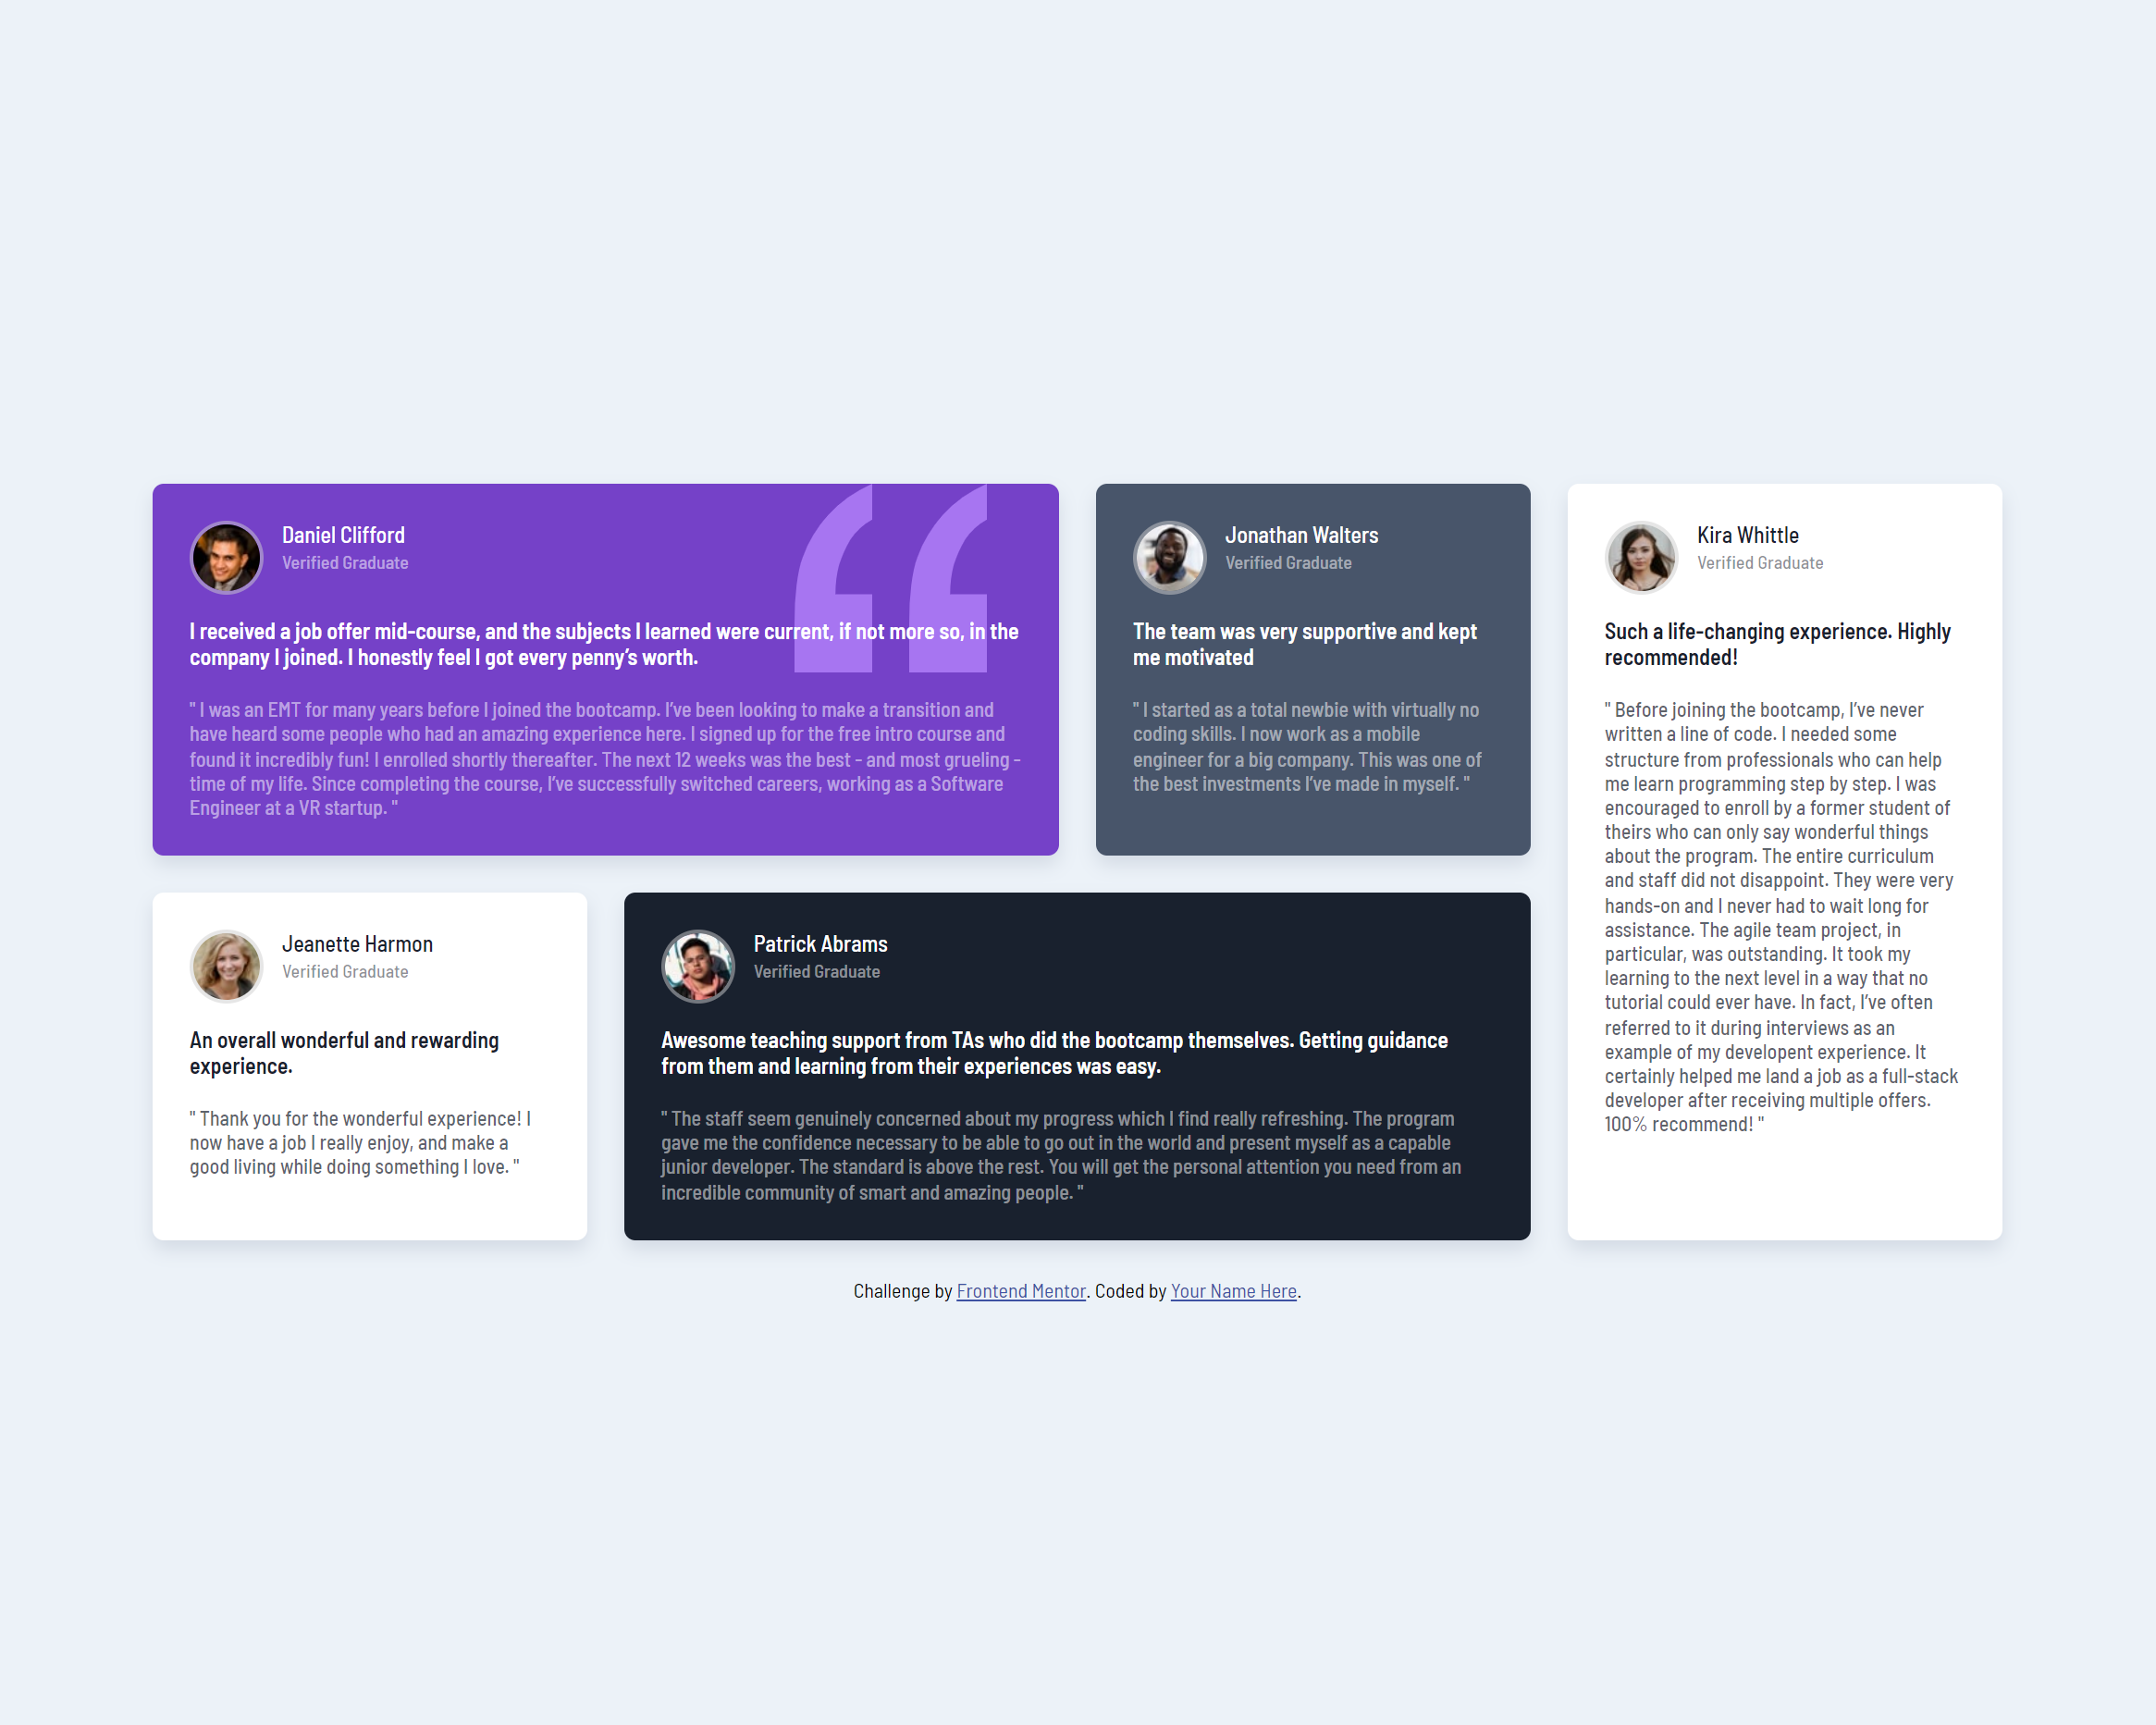 Daniel Clifford
Verified Graduate
I received a job offer mid-course, and the subjects I learned were current, if not more so, in the
company I joined. I honestly feel I got every penny’s worth.
" I was an EMT for many years before I joined the bootcamp. I’ve been looking to make a transition and
have heard some people who had an amazing experience here. I signed up for the free intro course and
found it incredibly fun! I enrolled shortly thereafter. The next 12 weeks was the best - and most grueling -
time of my life. Since completing the course, I’ve successfully switched careers, working as a Software
Engineer at a VR startup. "
Jonathan Walters
Verified Graduate
The team was very supportive and kept
me motivated
" I started as a total newbie with virtually no
coding skills. I now work as a mobile
engineer for a big company. This was one of
the best investments I’ve made in myself. "
Kira Whittle
Verified Graduate
Such a life-changing experience. Highly
recommended!
" Before joining the bootcamp, I’ve never
written a line of code. I needed some
structure from professionals who can help
me learn programming step by step. I was
encouraged to enroll by a former student of
theirs who can only say wonderful things
about the program. The entire curriculum
and staff did not disappoint. They were very
hands-on and I never had to wait long for
assistance. The agile team project, in
particular, was outstanding. It took my
learning to the next level in a way that no
tutorial could ever have. In fact, I’ve often
referred to it during interviews as an
example of my developent experience. It
certainly helped me land a job as a full-stack
developer after receiving multiple offers.
100% recommend! "
Jeanette Harmon
Verified Graduate
An overall wonderful and rewarding
experience.
" Thank you for the wonderful experience! I
now have a job I really enjoy, and make a
good living while doing something I love. "
Patrick Abrams
Verified Graduate
Awesome teaching support from TAs who did the bootcamp themselves. Getting guidance
from them and learning from their experiences was easy.
" The staff seem genuinely concerned about my progress which I find really refreshing. The program
gave me the confidence necessary to be able to go out in the world and present myself as a capable
junior developer. The standard is above the rest. You will get the personal attention you need from an
incredible community of smart and amazing people. "
Challenge by Frontend Mentor. Coded by Your Name Here.